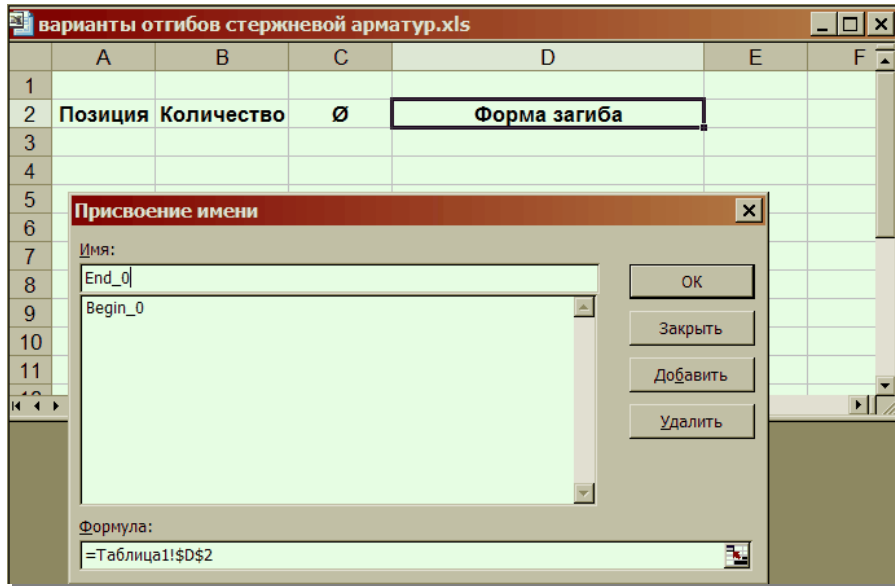 варианты отгибов стержневой арматур.xls
A B C D E F
1
2 Позиция Количество Ø Форма загиба
3
4
5
6
7
8
9
10
11
Присвоение имени
Имя:
End_0
Begin_0
OK
Закрыть
Добавить
Удалить
Формула:
=Таблица1!$D$2